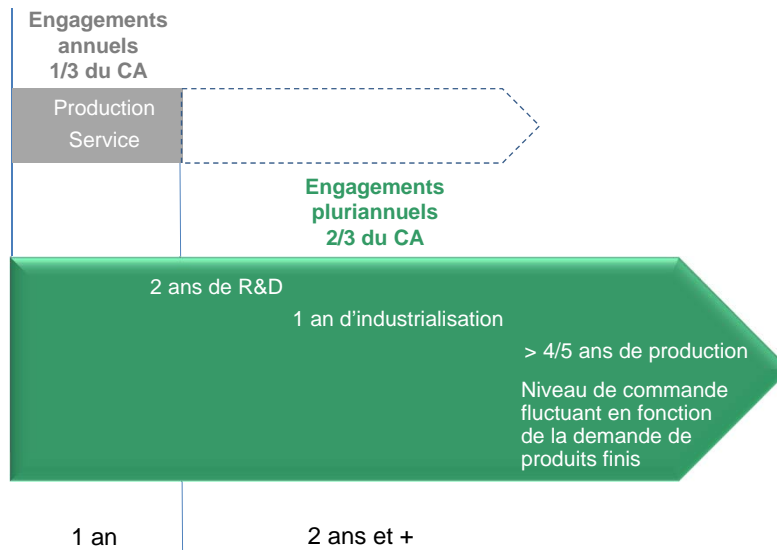 Engagements
annuels
1/3 du CA
Production
Service
Engagements
pluriannuels
2/3 du CA
2 ans de R&D
1 an d’industrialisation
> 4/5 ans de production
Niveau de commande
fluctuant en fonction
de la demande de
produits finis
1 an
2 ans et +